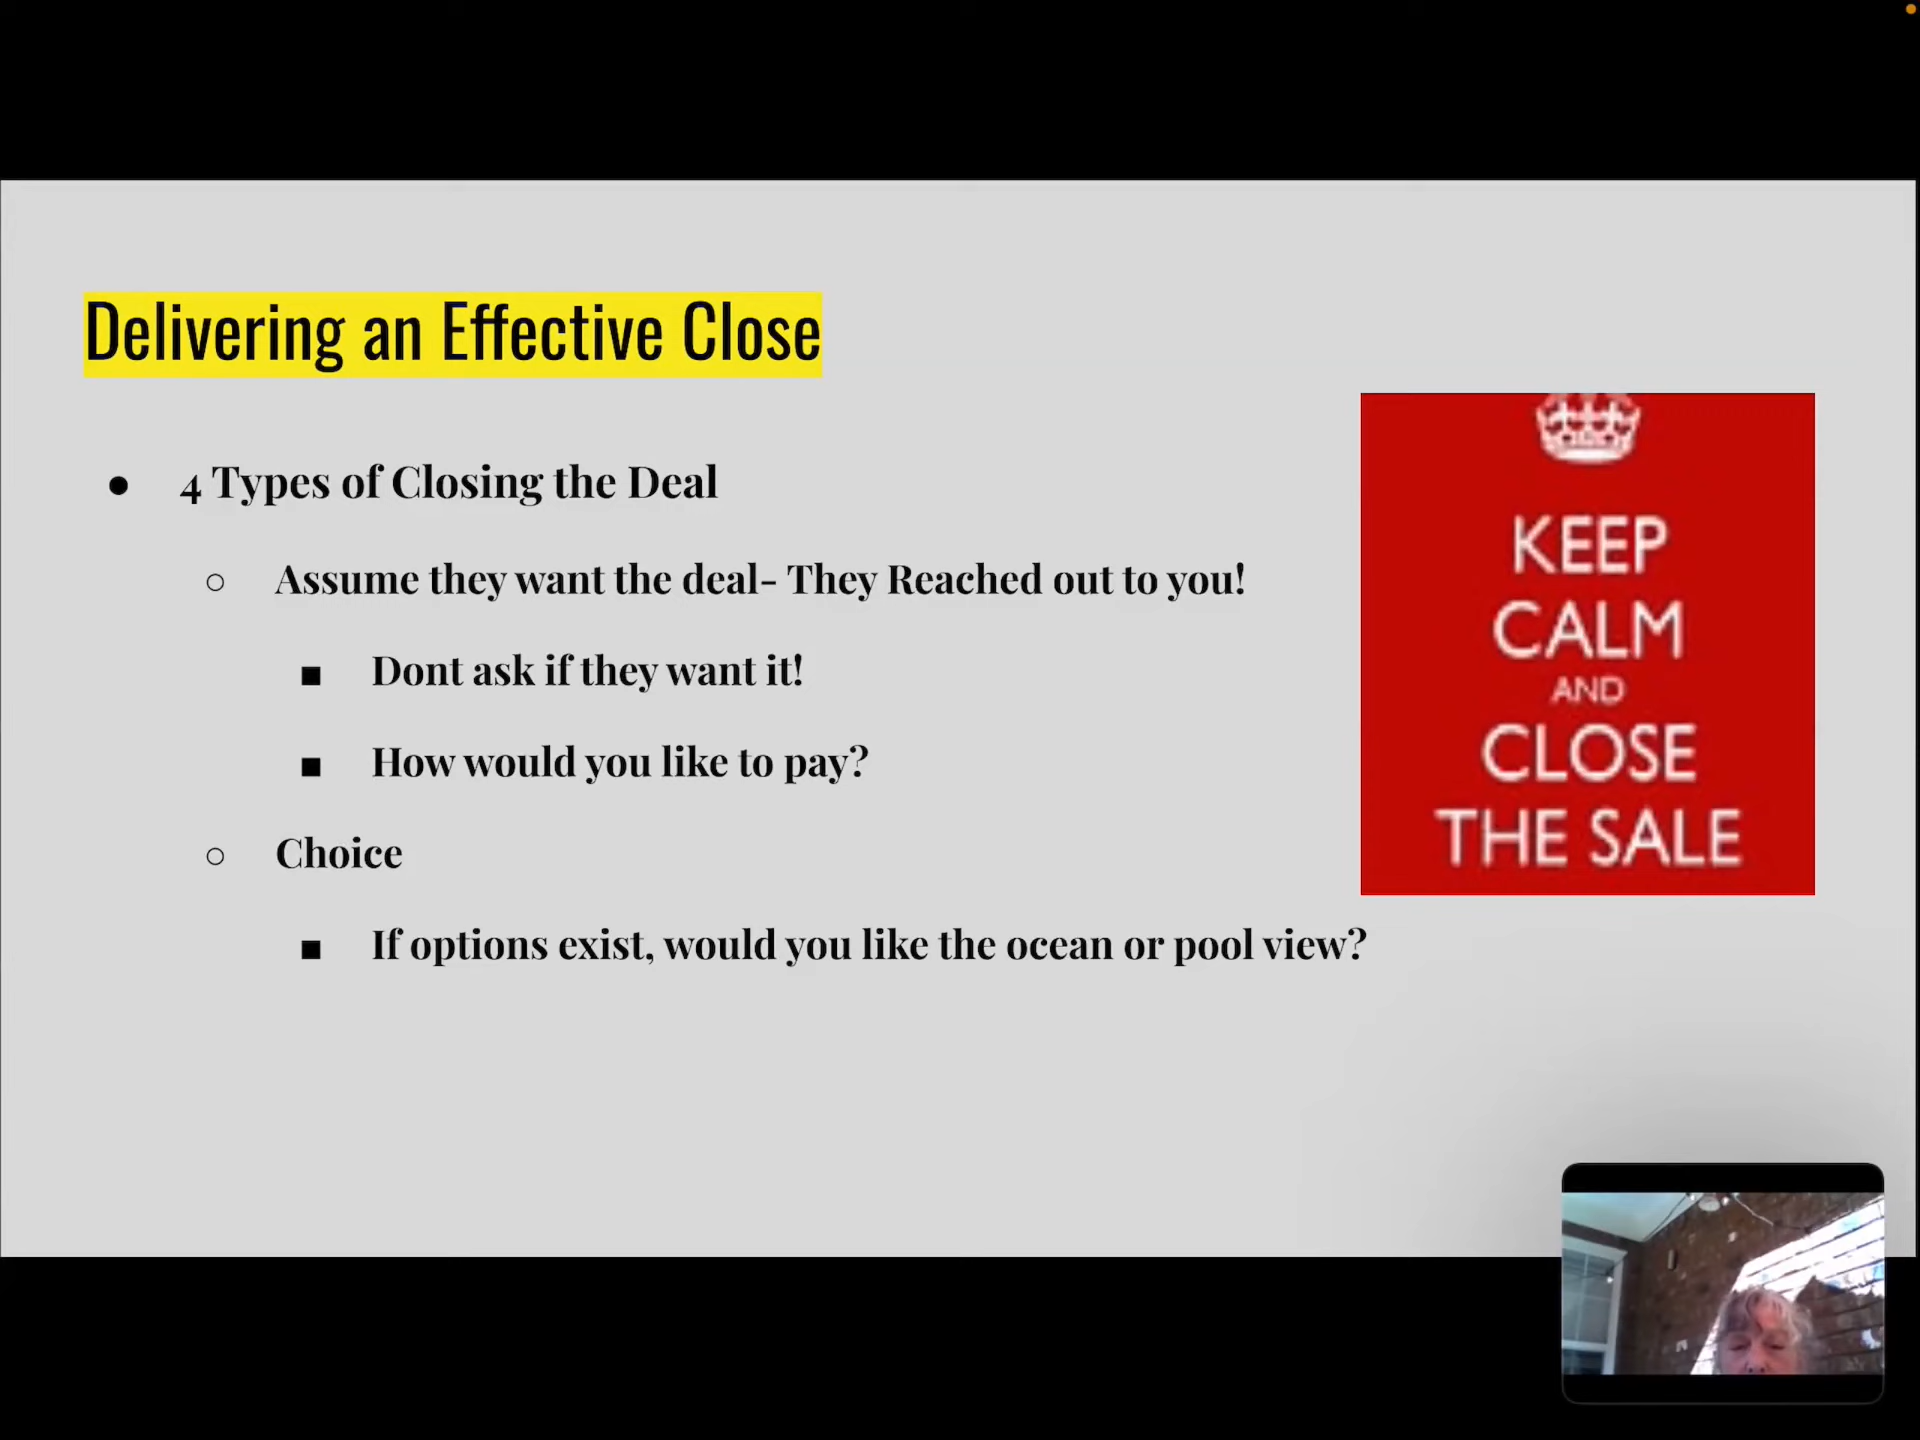 Delivering an Effective Close
4 Types of Closing the Deal
Assume they want the deal- They Reached out to you!
Dont ask if they want it!
How would you like to pay?
Choice
If options exist, would you like the ocean or pool view?
KEEP
CALM
AND
CLOSE
THE SALE